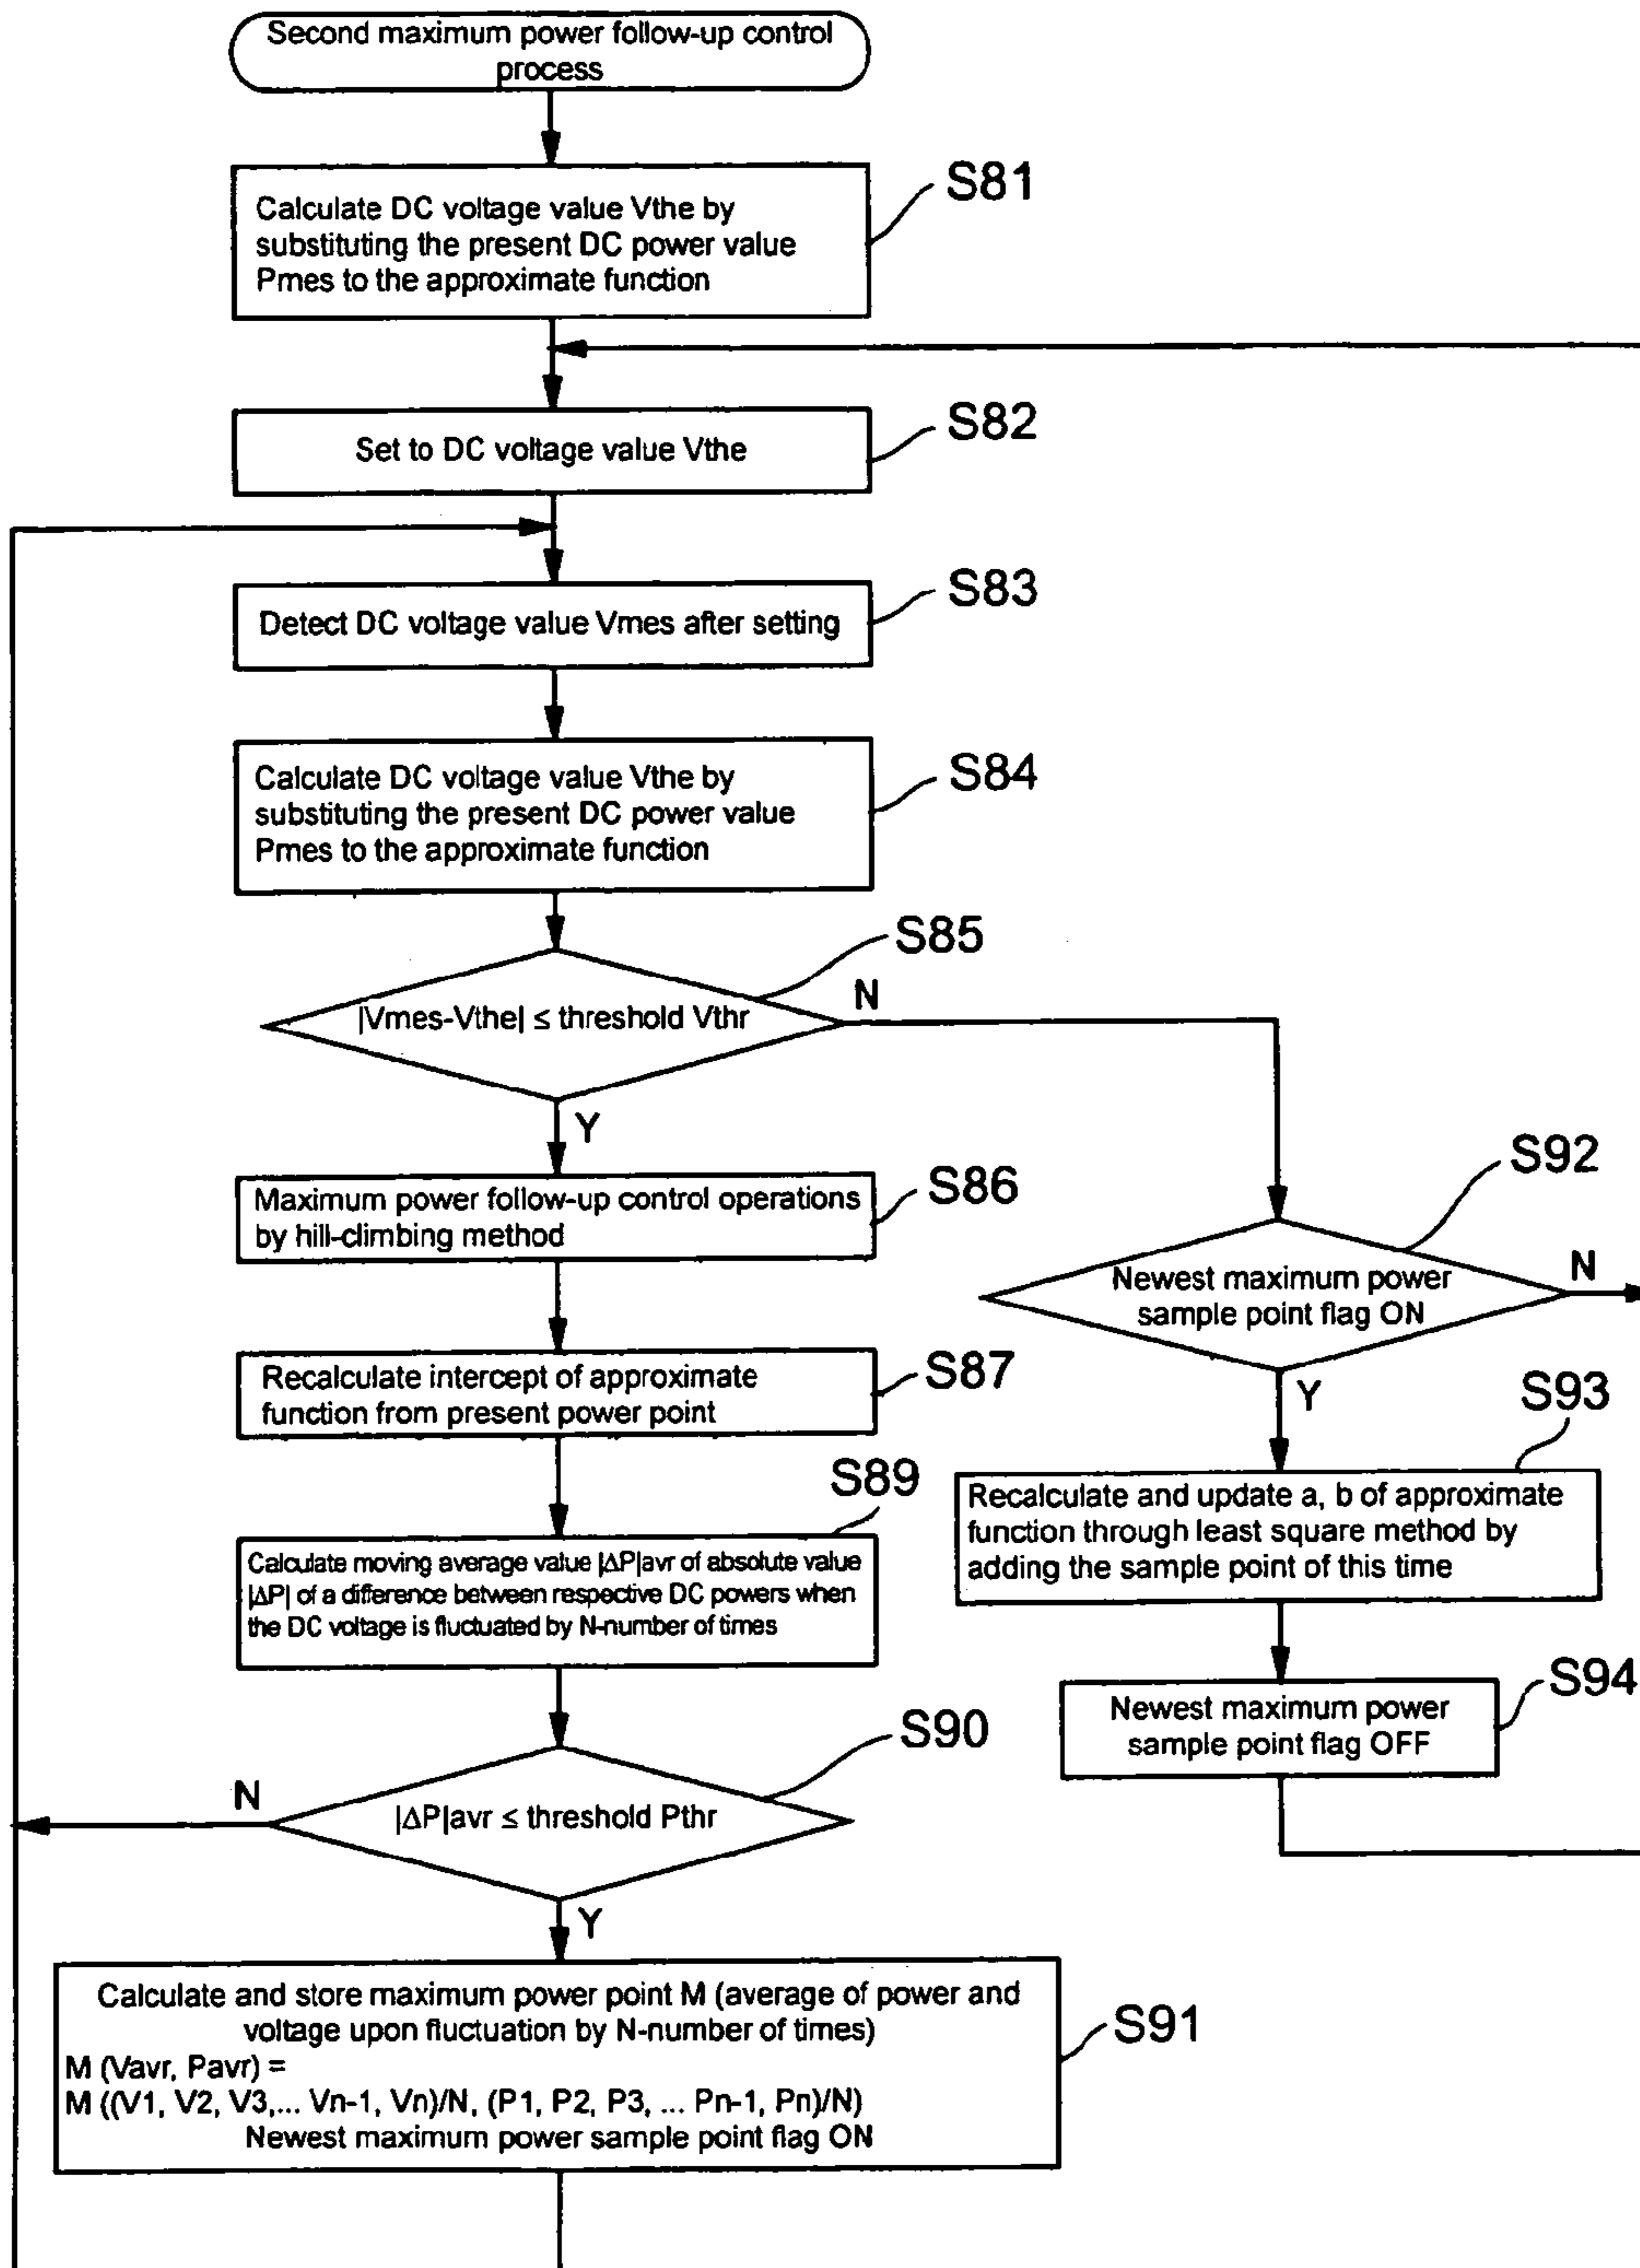 Second maximum power follow-up control
process
S81
Calculate DC voltage value Vthe by
substituting the present DC power value
Pmes to the approximate function
S82
Set to DC voltage value Vthe
S83
Detect DC voltage value Vmes after setting
S84
Calculate DC voltage value Vthe by
substituting the present DC power value
Pmes to the approximate function
S85
|Vmes-Vthe| ≤ threshold Vthr
N
Y
S86
Maximum power follow-up control operations
by hill-climbing method
S92
Newest maximum power
sample point flag ON
N
Y
S87
Recalculate intercept of approximate
function from present power point
S93
Recalculate and update a, b of approximate
function through least square method by
adding the sample point of this time
S89
Calculate moving average value |ΔP|avr of absolute value
|ΔP| of a difference between respective DC powers when
the DC voltage is fluctuated by N-number of times
S94
Newest maximum power
sample point flag OFF
S90
|ΔP|avr ≤ threshold Pthr
N
Y
S91
Calculate and store maximum power point M (average of power and
voltage upon fluctuation by N-number of times)
M (Vavr, Pavr) =
M ((V1, V2, V3,... Vn-1, Vn)/N, (P1, P2, P3, ... Pn-1, Pn)/N)
Newest maximum power sample point flag ON